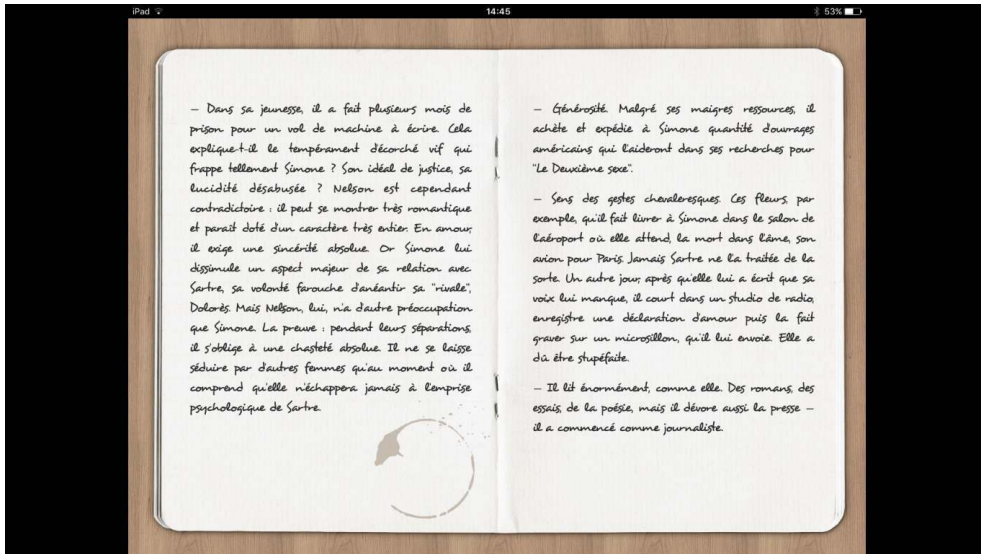 iPad
14:45
53%
– Dans sa jeunesse, il a fait plusieurs mois de
prison pour un vol de machine à écrire. Cela
explique-t-il le tempérament d'écorché vif qui
frappe tellement Simone ? Son idéal de justice, sa
lucidité désabusée ? Nelson est cependant
contradictoire : il peut se montrer très romantique
et paraît doté d'un caractère très entier. En amour,
il exige une sincérité absolue. Or Simone lui
dissimule un aspect majeur de sa relation avec
Sartre, sa volonté farouche d'anéantir sa "rivale",
Dolorès. Mais Nelson, lui, n'a d'autre préoccupation
que Simone. La preuve : pendant leurs séparations,
il s'oblige à une chasteté absolue. Il ne se laisse
séduire par d'autres femmes qu'au moment où il
comprend qu'elle n'échappera jamais à l'emprise
psychologique de Sartre.
– Générosité. Malgré ses maigres ressources, il
achète et expédie à Simone quantité d'ouvrages
américains qui l'aideront dans ses recherches pour
"Le Deuxième sexe".
– Sens des gestes chevaleresques. Ces fleurs, par
exemple, qu'il fait livrer à Simone dans le salon de
l'aéroport où elle attend, la mort dans l'âme, son
avion pour Paris. Jamais Sartre ne l'a traitée de la
sorte. Un autre jour, après qu'elle lui a écrit que sa
voix lui manque, il court dans un studio de radio,
enregistre une déclaration d'amour puis la fait
graver sur un microsillon, qu'il lui envoie. Elle a
dû être stupéfaite.
– Il lit énormément, comme elle. Des romans, des
essais, de la poésie, mais il dévore aussi la presse –
il a commencé comme journaliste.